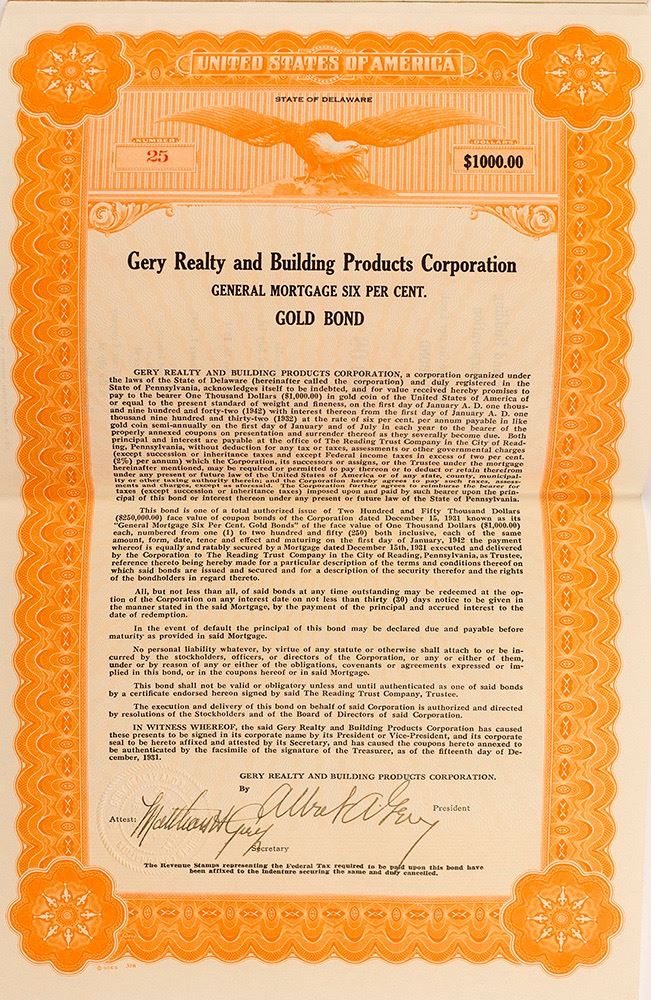 UNITED STATES OF AMERICA
STATE OF DELAWARE
NUMBER
25
DOLLARS
$1000.00
Gery Realty and Building Products Corporation
GENERAL MORTGAGE SIX PER CENT.
GOLD BOND
GERY REALTY AND BUILDING PRODUCTS CORPORATION, a corporation organized under
the laws of the State of Delaware (hereinafter called the corporation) and duly registered in the
State of Pennsylvania, acknowledges itself to be indebted, and for value received hereby promises to
pay to the bearer One Thousand Dollars ($1,000.00) in gold coin of the United States of America of
or equal to the present standard of weight and fineness, on the first day of January A. D. one thous-
and nine hundred and forty-two (1942) with interest thereon from the first day of January A. D. one
thousand nine hundred and thirty-two (1932) at the rate of six per cent. per annum payable in like
gold coin semi-annually on the first day of January and of July in each year to the bearer of the
properly annexed coupons on presentation and surrender thereof as they severally become due. Both
principal and interest are payable at the office of The Reading Trust Company in the City of Read-
ing, Pennsylvania, without deduction for any tax or taxes, assessments or other governmental charges
(except succession or inheritance taxes and except Federal income taxes in excess of two per cent.
(2%) per annum) which the Corporation, its successors or assigns, or the Trustee under the mortgage
hereinafter mentioned, may be required or permitted to pay thereon or to deduct or retain therefrom
under any present or future law of the United States of America or of any state, county, municipal-
ity or other taxing authority therein; and the Corporation hereby agrees to pay such taxes, assess-
ments and charges, except as aforesaid. The Corporation further agrees to reimburse the bearer for
taxes (except succession or inheritance taxes) imposed upon and paid by such bearer upon the prin-
cipal of this bond or interest thereon under any present or future law of the State of Pennsylvania.
This bond is one of a total authorized issue of Two Hundred and Fifty Thousand Dollars
($250,000.00) face value of coupon bonds of the Corporation dated December 15, 1931 known as its
"General Mortgage Six Per Cent. Gold Bonds" of the face value of One Thousand Dollars ($1,000.00)
each, numbered from one (1) to two hundred and fifty (250) both inclusive, each of the same
amount, form, date, tenor and effect and maturing on the first day of January, 1942 the payment
whereof is equally and ratably secured by a Mortgage dated December 15th, 1931 executed and delivered
by the Corporation to The Reading Trust Company in the City of Reading, Pennsylvania, as Trustee,
reference thereto being hereby made for a particular description of the terms and conditions thereof on
which said bonds are issued and secured and for a description of the security therefor and the rights
of the bondholders in regard thereto.
All, but not less than all, of said bonds at any time outstanding may be redeemed at the op-
tion of the Corporation on any interest date on not less than thirty (30) days notice to be given in
the manner stated in the said Mortgage, by the payment of the principal and accrued interest to the
date of redemption.
In the event of default the principal of this bond may be declared due and payable before
maturity as provided in said Mortgage.
No personal liability whatever, by virtue of any statute or otherwise shall attach to or be in-
curred by the stockholders, officers, or directors of the Corporation, or any or either of them,
under or by reason of any or either of the obligations, covenants or agreements expressed or im-
plied in this bond, or in the coupons hereof or in said Mortgage.
This bond shall not be valid or obligatory unless and until authenticated as one of said bonds
by a certificate endorsed hereon signed by said The Reading Trust Company, Trustee.
The execution and delivery of this bond on behalf of said Corporation is authorized and directed
by resolutions of the Stockholders and of the Board of Directors of said Corporation.
IN WITNESS WHEREOF, the said Gery Realty and Building Products Corporation has caused
these presents to be signed in its corporate name by its President or Vice-President, and its corporate
seal to be hereto affixed and attested by its Secretary, and has caused the coupons hereto annexed to
be authenticated by the facsimile of the signature of the Treasurer, as of the fifteenth day of De-
cember, 1931.
GERY REALTY AND BUILDING PRODUCTS CORPORATION.
By
Albert A. Gery
President
Attest:
Matthias H Gery
Secretary
The Revenue Stamps representing the Federal Tax required to be paid upon this bond have
been affixed to the Indenture securing the same and duly cancelled.
© GOES 318